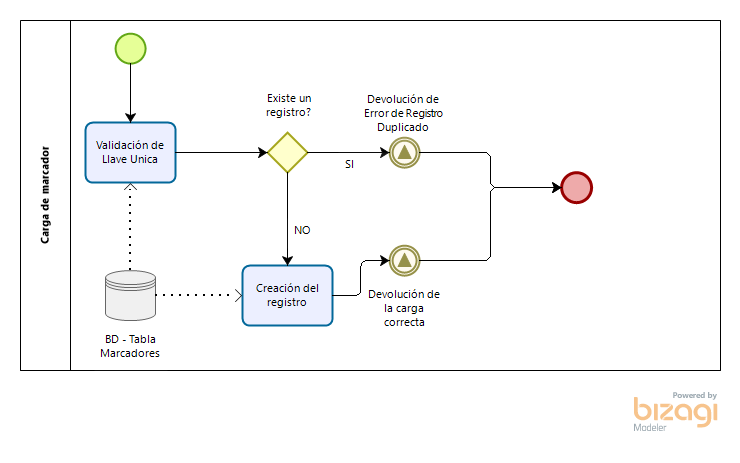 Carga de marcador
Existe un
registro?
Devolución de
Error de Registro
Duplicado
Validación de
Llave Unica
SI
NO
Creación del
registro
Devolución de
la carga
correcta
BD - Tabla
Marcadores
Powered by
bizagi
Modeler